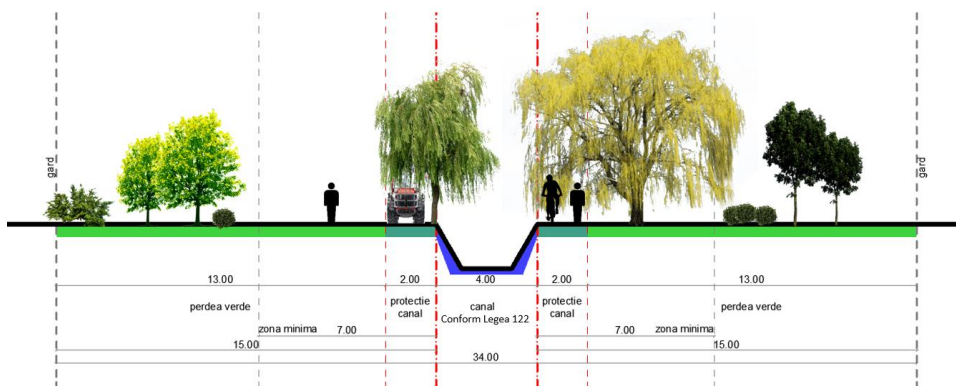 gard
gard
13.00 2.00 4.00 2.00 13.00
perdea verde protectie canal canal protectie canal perdea verde
Conform Legea 122
zona minima 7.00 7.00 zona minima
15.00 15.00
34.00